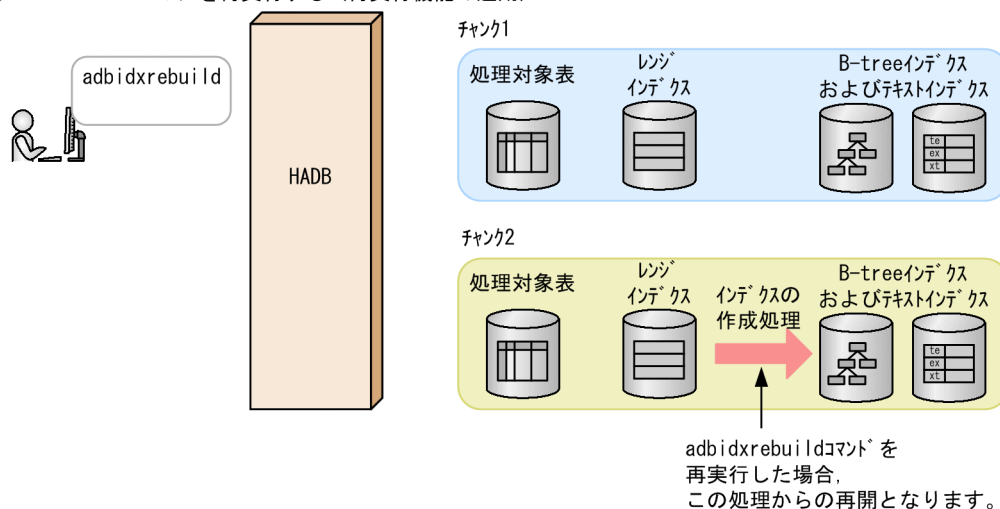 adbidxrebuild
HADB
チャンク1
処理対象表
レンジ
インデクス
B-treeインデクス
およびテキストインデクス
te
ex
xt
チャンク2
処理対象表
レンジ
インデクス
インデクスの
作成処理
B-treeインデクス
およびテキストインデクス
te
ex
xt
adbidxrebuildコマンドを
再実行した場合,
この処理からの再開となります。